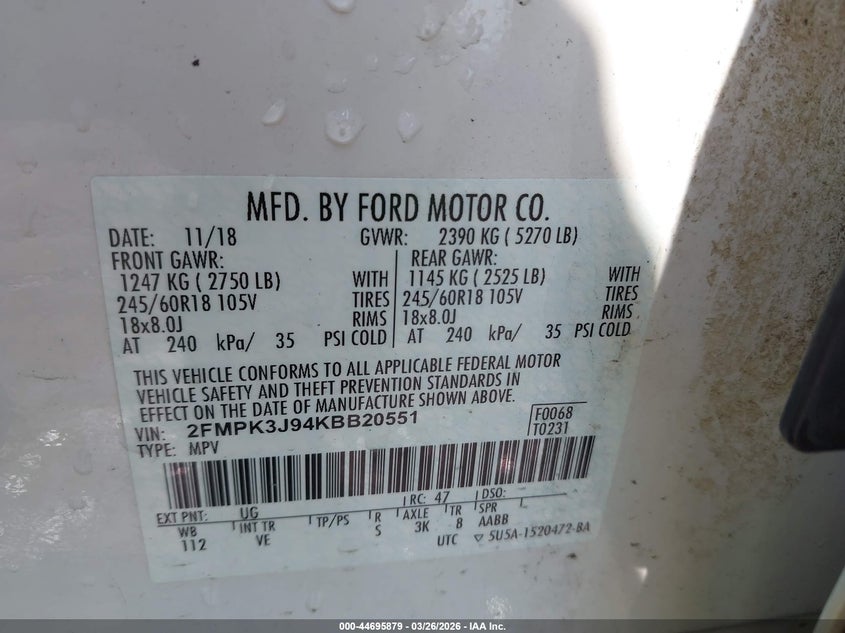 MFD. BY FORD MOTOR CO.
DATE: 11/18 GVWR: 2390 KG ( 5270 LB)
FRONT GAWR: REAR GAWR:
1247 KG ( 2750 LB) WITH 1145 KG ( 2525 LB) WITH
245/60R18 105V TIRES 245/60R18 105V TIRES
18x8.0J RIMS 18x8.0J RIMS
AT 240 kPa/ 35 PSI COLD AT 240 kPa/ 35 PSI COLD
THIS VEHICLE CONFORMS TO ALL APPLICABLE FEDERAL MOTOR
VEHICLE SAFETY AND THEFT PREVENTION STANDARDS IN
EFFECT ON THE DATE OF MANUFACTURE SHOWN ABOVE.
VIN: 2FMPK3J94KBB20551 F0068
TYPE: MPV T0231
EXT PNT: UG RC: 47 DSO:
WB INT TR TP/PS R AXLE TR SPR
112 VE S 3K 8 AABB
UTC ▽ 5U5A-1520472-BA
000-44695879 - 03/26/2026 - IAA Inc.